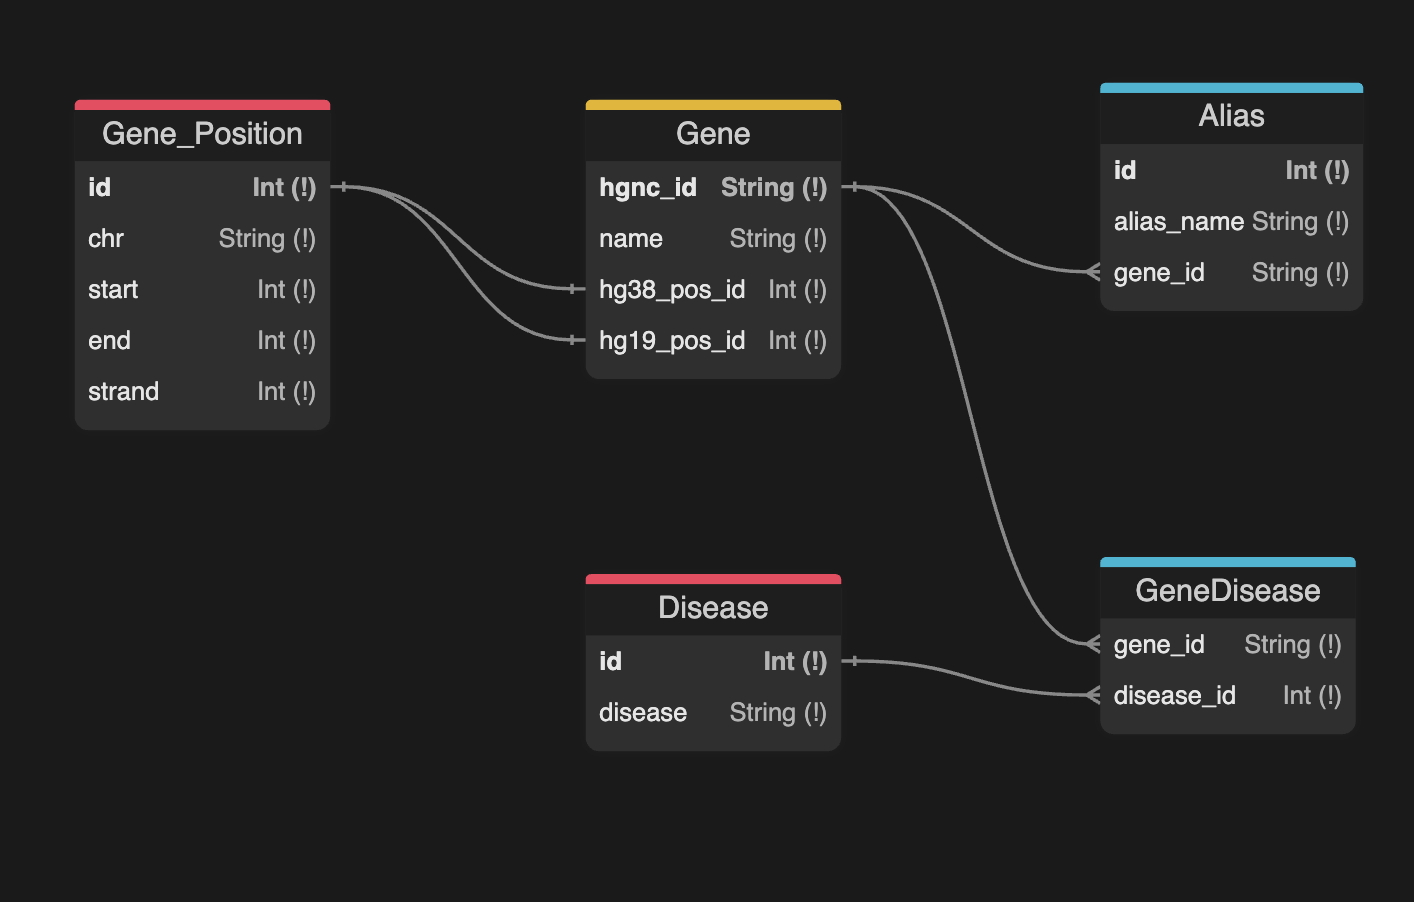 Gene_Position
id Int (!)
chr String (!)
start Int (!)
end Int (!)
strand Int (!)
Gene
hgnc_id String (!)
name String (!)
hg38_pos_id Int (!)
hg19_pos_id Int (!)
Alias
id Int (!)
alias_name String (!)
gene_id String (!)
Disease
id Int (!)
disease String (!)
GeneDisease
gene_id String (!)
disease_id Int (!)